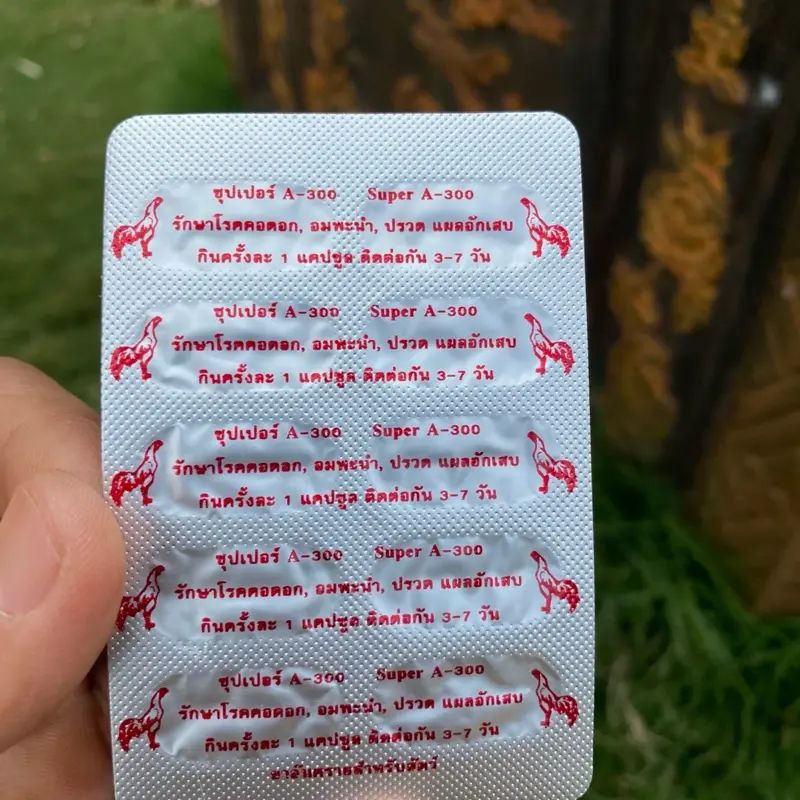 ซุปเปอร์ A-300 Super A-300
รักษาโรคคอดอก, อมพะนำ, ปรวด แผลอักเสบ
กินครั้งละ 1 แคปซูล ติดต่อกัน 3-7 วัน
ซุปเปอร์ A-300 Super A-300
รักษาโรคคอดอก, อมพะนำ, ปรวด แผลอักเสบ
กินครั้งละ 1 แคปซูล ติดต่อกัน 3-7 วัน
ซุปเปอร์ A-300 Super A-300
รักษาโรคคอดอก, อมพะนำ, ปรวด แผลอักเสบ
กินครั้งละ 1 แคปซูล ติดต่อกัน 3-7 วัน
ซุปเปอร์ A-300 Super A-300
รักษาโรคคอดอก, อมพะนำ, ปรวด แผลอักเสบ
กินครั้งละ 1 แคปซูล ติดต่อกัน 3-7 วัน
ซุปเปอร์ A-300 Super A-300
รักษาโรคคอดอก, อมพะนำ, ปรวด แผลอักเสบ
กินครั้งละ 1 แคปซูล ติดต่อกัน 3-7 วัน
ยาอันตรายสำหรับสัตว์